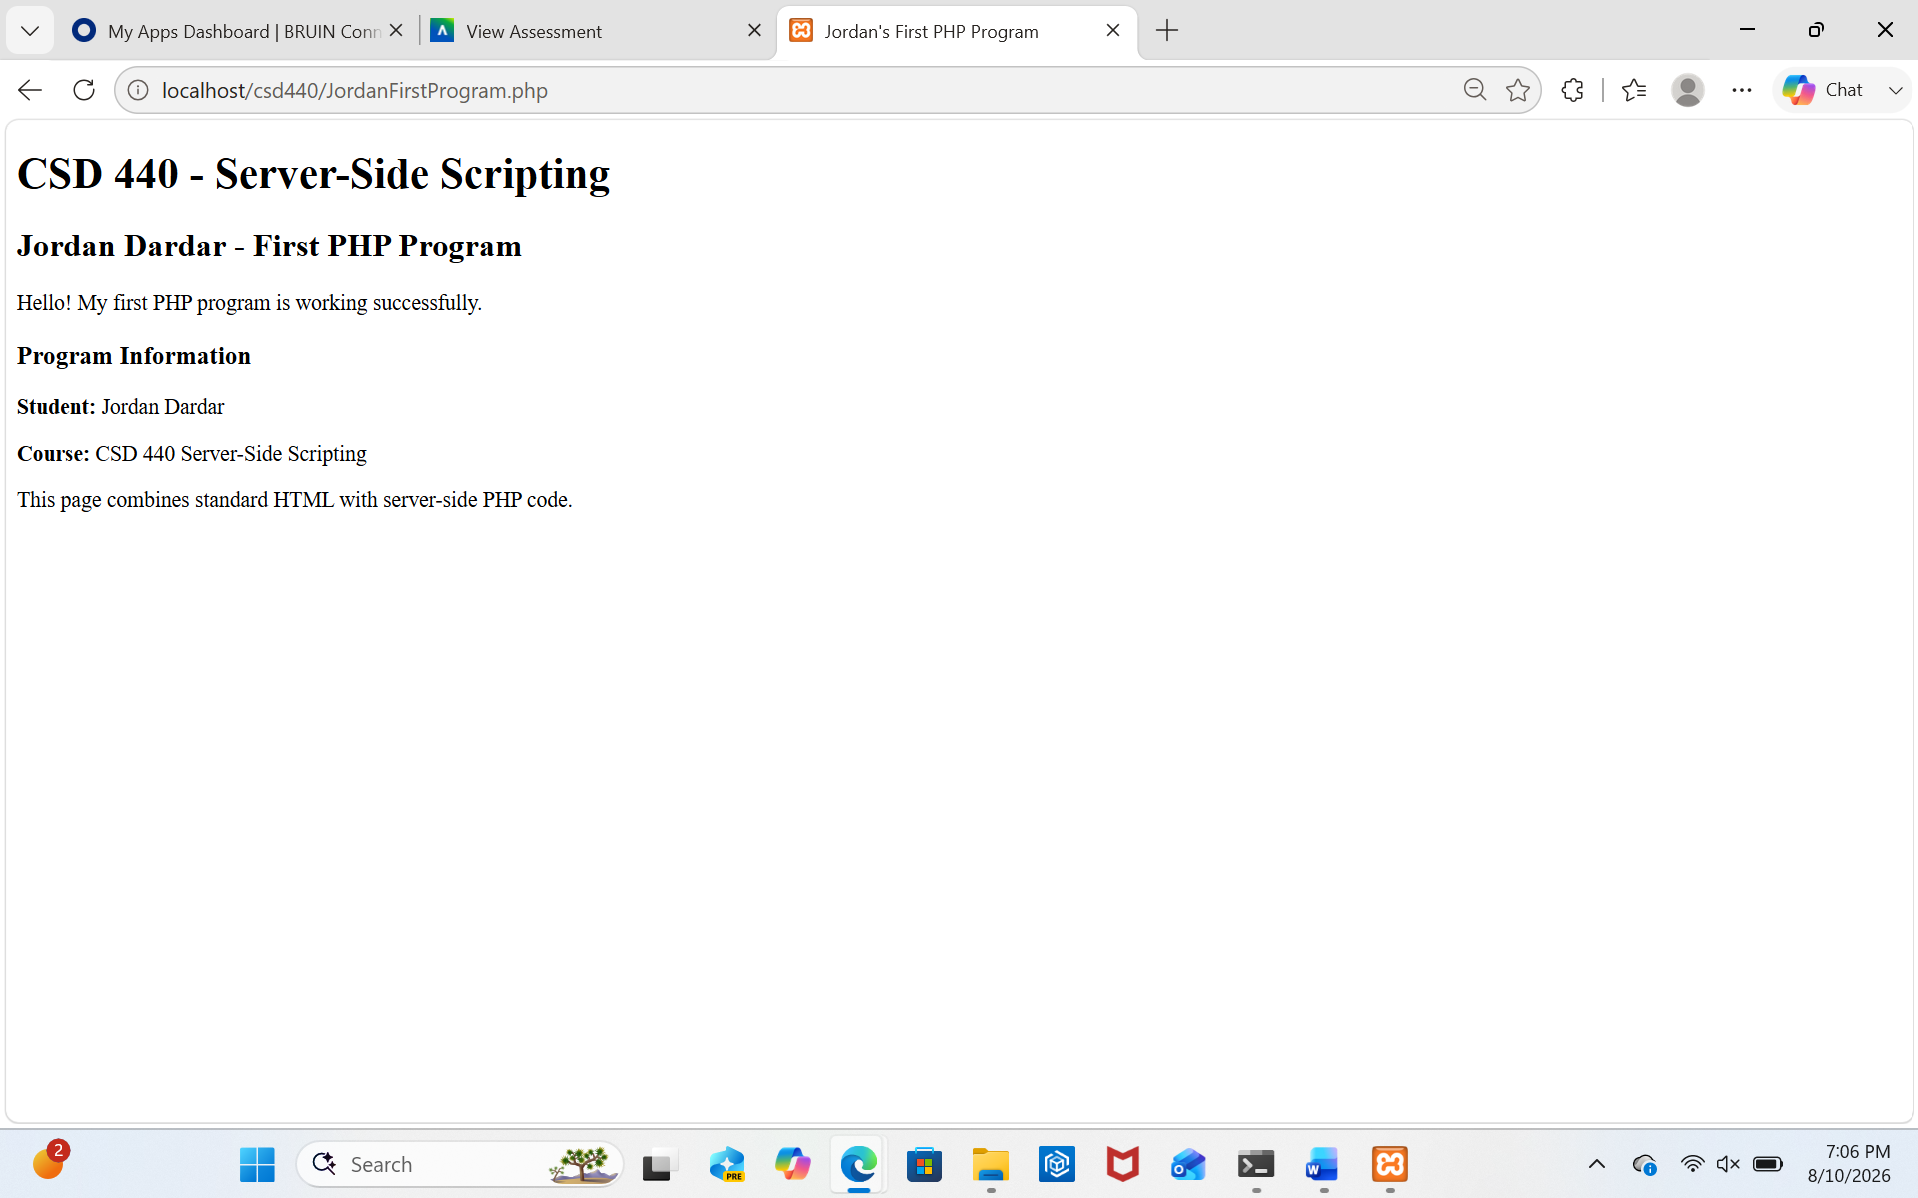 My Apps Dashboard | BRUIN Conn
View Assessment
Jordan's First PHP Program
localhost/csd440/JordanFirstProgram.php
Chat
CSD 440 - Server-Side Scripting
Jordan Dardar - First PHP Program
Hello! My first PHP program is working successfully.
Program Information
Student: Jordan Dardar
Course: CSD 440 Server-Side Scripting
This page combines standard HTML with server-side PHP code.
2
Search
PRE
7:06 PM
8/10/2026